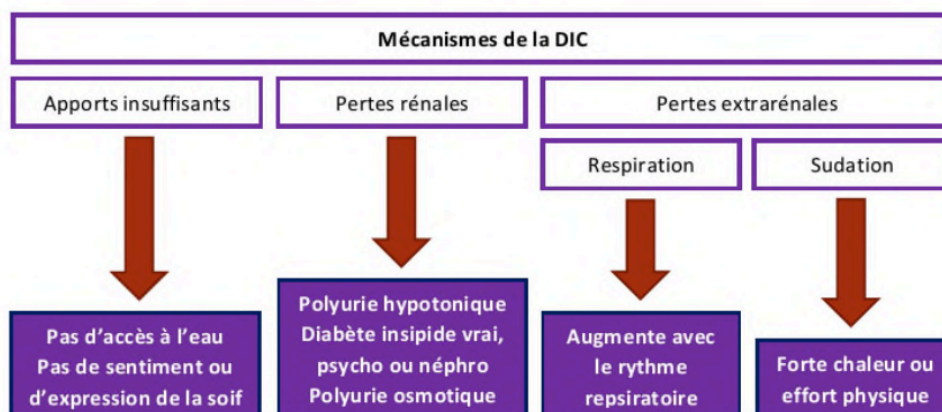 Mécanismes de la DIC
Apports insuffisants
Pertes rénales
Pertes extrarénales
Respiration
Sudation
Pas d'accès à l'eau
Pas de sentiment ou
d'expression de la soif
Polyurie hypotonique
Diabète insipide vrai,
psycho ou néphro
Polyurie osmotique
Augmente avec
le rythme
repsiratoire
Forte chaleur ou
effort physique